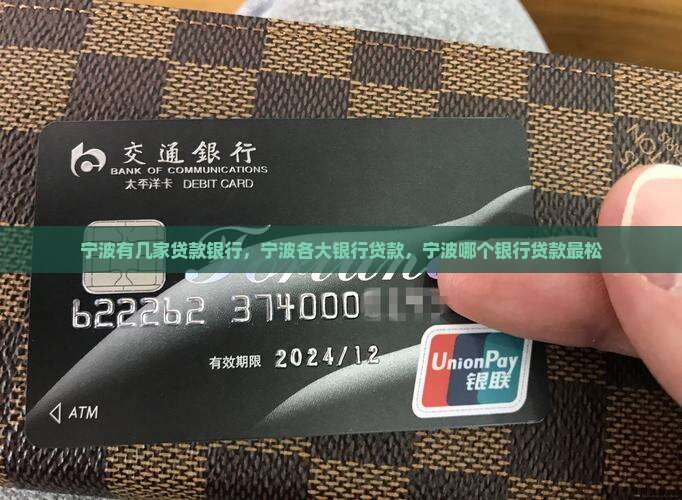 交通銀行
BANK OF COMMUNICATIONS
太平洋卡 DEBIT CARD
宁波有几家贷款银行,宁波各大银行贷款,宁波哪个银行贷款最松
622262 374000
有效期限 2024/12
UnionPay
银联
ATM